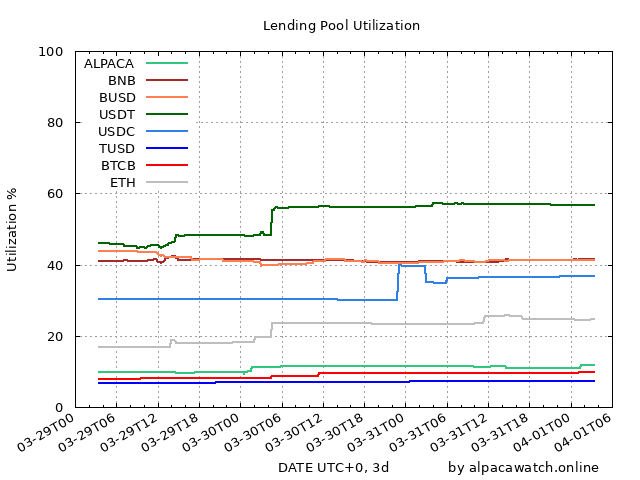 Lending Pool Utilization
100
80
60
40
20
0
Utilization %
ALPACA
BNB
BUSD
USDT
USDC
TUSD
BTCB
ETH
03-29T00
03-29T06
03-29T12
03-29T18
03-30T00
03-30T06
03-30T12
03-30T18
03-31T00
03-31T06
03-31T12
03-31T18
04-01T00
04-01T06
DATE UTC+0, 3d
by alpacawatch.online